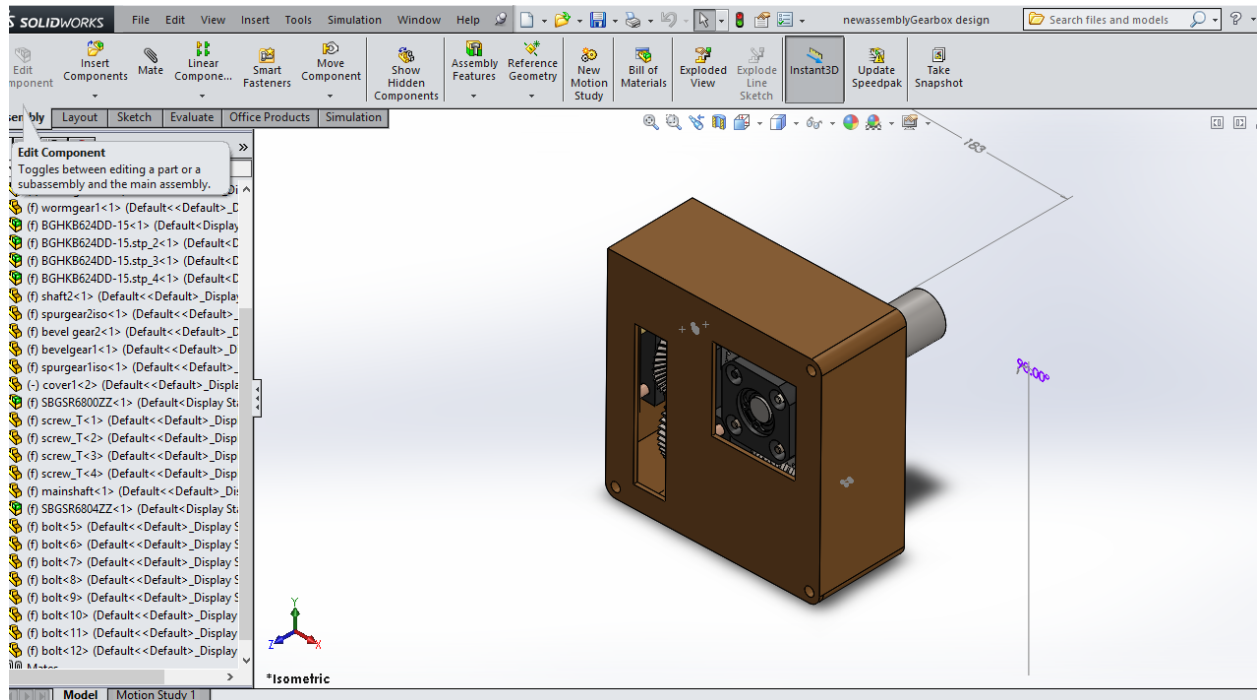 SOLIDWORKS File Edit View Insert Tools Simulation Window Help newassemblyGearbox design Search files and models ?
Edit Component
Insert Components
Mate
Linear Compone...
Smart Fasteners
Move Component
Show Hidden Components
Assembly Features
Reference Geometry
New Motion Study
Bill of Materials
Exploded View
Explode Line Sketch
Instant3D
Update Speedpak
Take Snapshot
Layout Sketch Evaluate Office Products Simulation
Edit Component
Toggles between editing a part or a
subassembly and the main assembly.
(f) wormgear1<1> (Default<<Default>_D
(f) BGHKB624DD-15<1> (Default<Display
(f) BGHKB624DD-15.stp_2<1> (Default<D
(f) BGHKB624DD-15.stp_3<1> (Default<D
(f) BGHKB624DD-15.stp_4<1> (Default<D
(f) shaft2<1> (Default<<Default>_Display
(f) spurgear2iso<1> (Default<<Default>_
(f) bevel gear2<1> (Default<<Default>_D
(f) bevelgear1<1> (Default<<Default>_D
(f) spurgear1iso<1> (Default<<Default>_
(-) cover1<2> (Default<<Default>_Displa
(f) SBGSR6800ZZ<1> (Default<Display Sta
(f) screw_T<1> (Default<<Default>_Disp
(f) screw_T<2> (Default<<Default>_Disp
(f) screw_T<3> (Default<<Default>_Disp
(f) screw_T<4> (Default<<Default>_Disp
(f) mainshaft<1> (Default<<Default>_Dis
(f) SBGSR6804ZZ<1> (Default<Display Sta
(f) bolt<5> (Default<<Default>_Display S
(f) bolt<6> (Default<<Default>_Display S
(f) bolt<7> (Default<<Default>_Display S
(f) bolt<8> (Default<<Default>_Display S
(f) bolt<9> (Default<<Default>_Display S
(f) bolt<10> (Default<<Default>_Display
(f) bolt<11> (Default<<Default>_Display
(f) bolt<12> (Default<<Default>_Display
Mates
183
90.00°
Y
Z
X
*Isometric
Model Motion Study 1